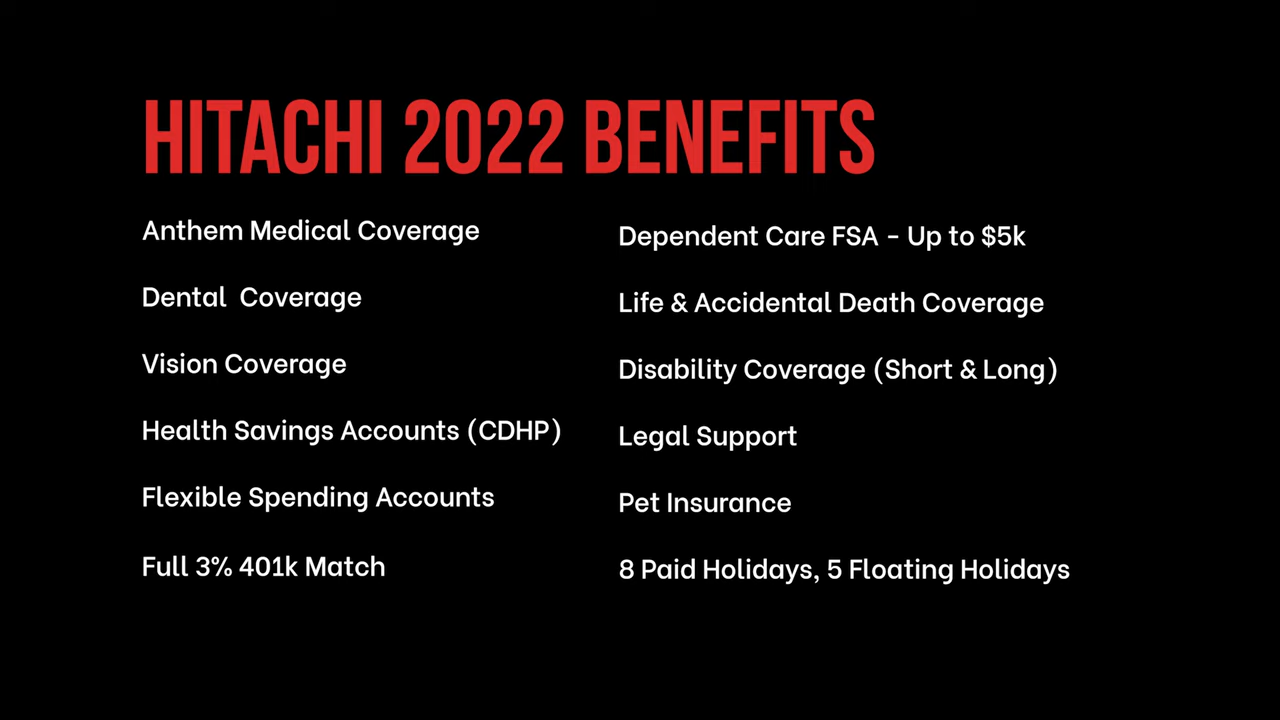 HITACHI 2022 BENEFITS
Anthem Medical Coverage
Dental  Coverage
Vision Coverage
Health Savings Accounts (CDHP)
Flexible Spending Accounts
Full 3% 401k Match
Dependent Care FSA - Up to $5k
Life & Accidental Death Coverage
Disability Coverage (Short & Long)
Legal Support
Pet Insurance
8 Paid Holidays, 5 Floating Holidays